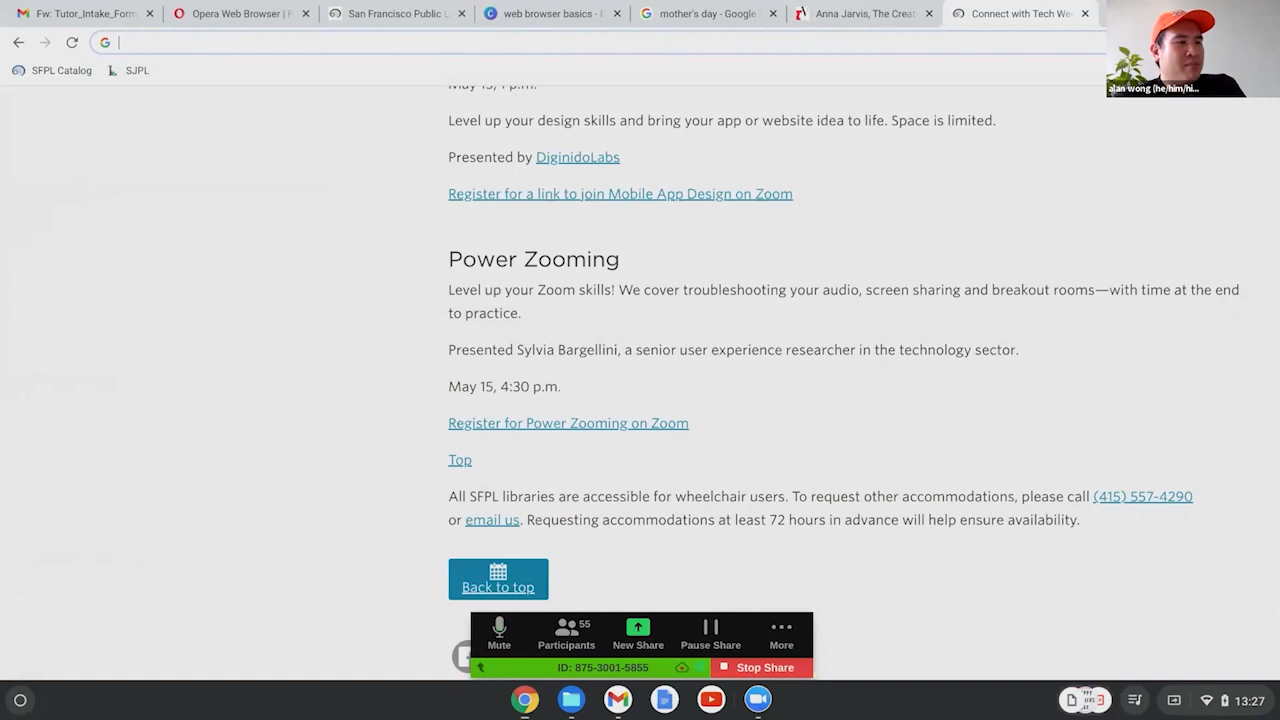 Fw: Tutor_Intake_Form
Opera Web Browser | F
San Francisco Public L
web browser basics -
mother's day - Google
Anna Jarvis, The Creat
Connect with Tech We
SFPL Catalog
SJPL
alan wong (he/him/hi...
May 15, 1 p.m.
Level up your design skills and bring your app or website idea to life. Space is limited.
Presented by DiginidoLabs
Register for a link to join Mobile App Design on Zoom
Power Zooming
Level up your Zoom skills! We cover troubleshooting your audio, screen sharing and breakout rooms—with time at the end
to practice.
Presented Sylvia Bargellini, a senior user experience researcher in the technology sector.
May 15, 4:30 p.m.
Register for Power Zooming on Zoom
Top
All SFPL libraries are accessible for wheelchair users. To request other accommodations, please call (415) 557-4290
or email us. Requesting accommodations at least 72 hours in advance will help ensure availability.
Back to top
55
Mute
Participants
New Share
Pause Share
More
ID: 875-3001-5855
Stop Share
13:27